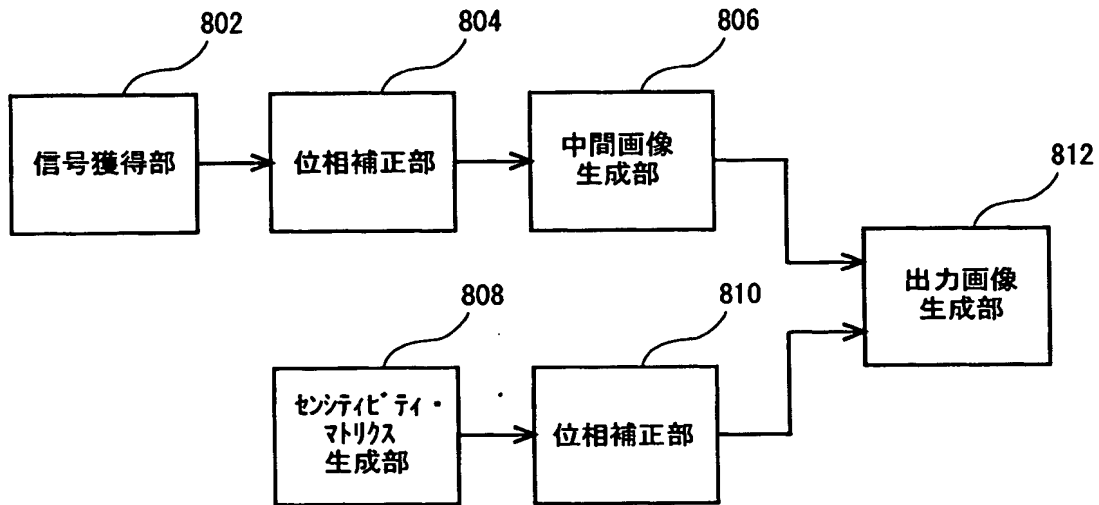 802
804
806
信号獲得部
位相補正部
中間画像
生成部
812
出力画像
生成部
808
810
ｾﾝｼﾃｨﾋﾞﾃｨ・
ﾏﾄﾘｸｽ
生成部
位相補正部